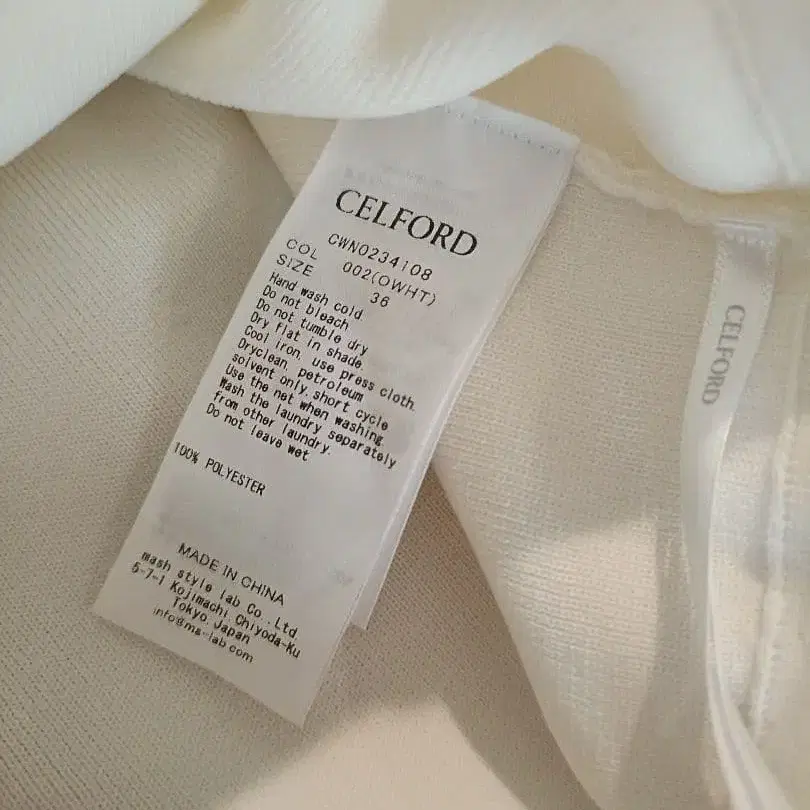 CELFORD
CWN0234108
COL 002(OWHT)
SIZE 36
Hand wash cold
Do not bleach
Do not tumble dry
Dry flat in shade.
Cool iron, use press cloth.
Dryclean, petroleum
solvent only, short cycle
Use the net when washing.
Wash the laundry separately
from other laundry.
Do not leave wet.
100% POLYESTER
MADE IN CHINA
mash style lab Co.,Ltd.
5-7-1 Kojimachi, Chiyoda-Ku
Tokyo, Japan
info@ms-lab.com
CELFORD